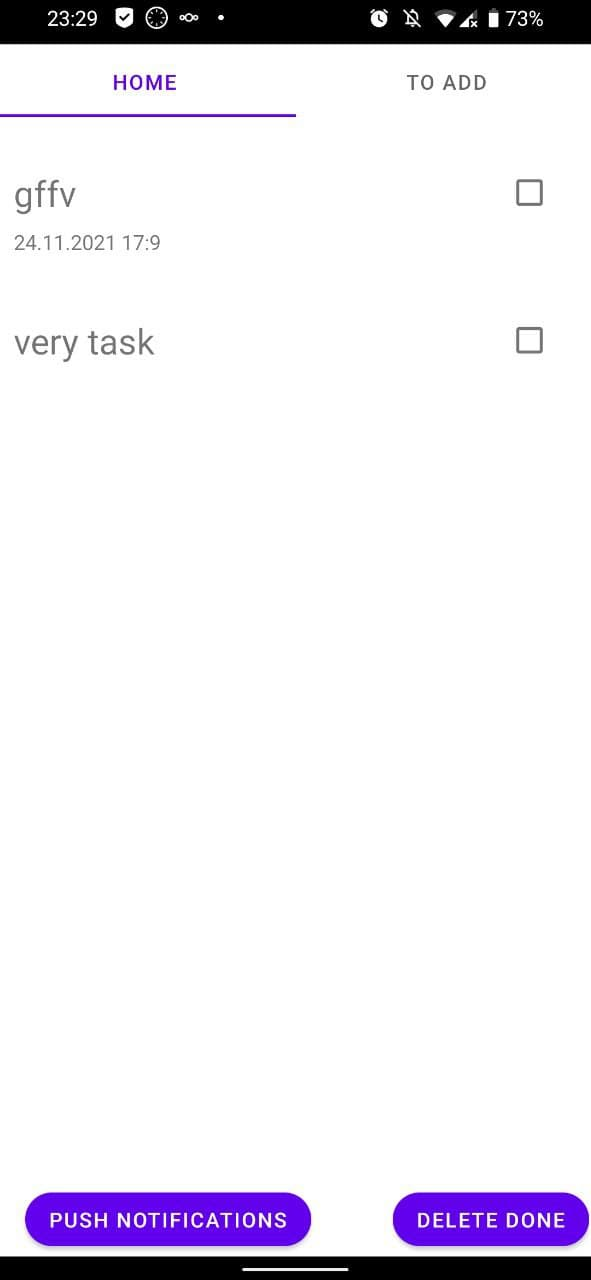 23:29 73%
HOME TO ADD
gffv
24.11.2021 17:9
very task
PUSH NOTIFICATIONS DELETE DONE